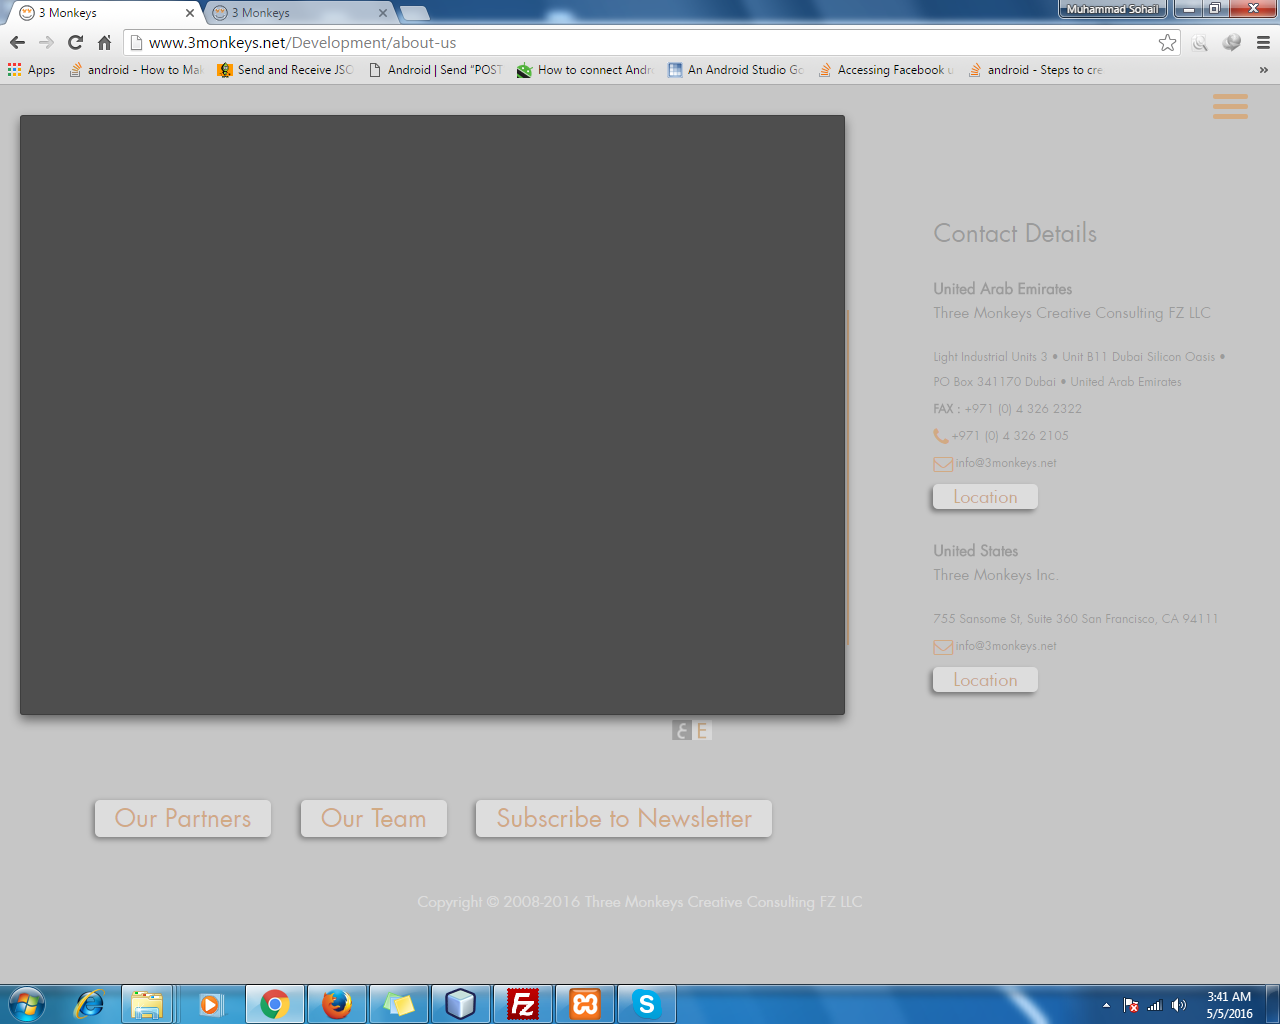 3 Monkeys
3 Monkeys
Muhammad Sohail
www.3monkeys.net/Development/about-us
Apps
android - How to Mak
Send and Receive JSO
Android | Send "POST
How to connect Andr
An Android Studio Go
Accessing Facebook u
android - Steps to cre
»
Contact Details
United Arab Emirates
Three Monkeys Creative Consulting FZ LLC
Light Industrial Units 3 • Unit B11 Dubai Silicon Oasis •
PO Box 341170 Dubai • United Arab Emirates
FAX : +971 (0) 4 326 2322
+971 (0) 4 326 2105
info@3monkeys.net
Location
United States
Three Monkeys Inc.
755 Sansome St, Suite 360 San Francisco, CA 94111
info@3monkeys.net
Location
ع E
Our Partners
Our Team
Subscribe to Newsletter
Copyright © 2008-2016 Three Monkeys Creative Consulting FZ LLC
Fz
S
3:41 AM
5/5/2016